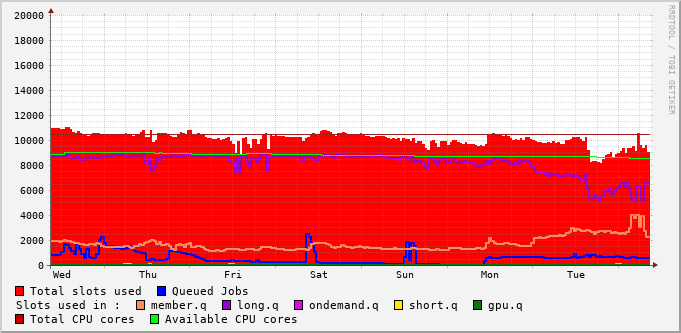 20000
18000
16000
14000
12000
10000
8000
6000
4000
2000
0
Wed Thu Fri Sat Sun Mon Tue
Total slots used Queued Jobs
Slots used in : member.q long.q ondemand.q short.q gpu.q
Total CPU cores Available CPU cores
RRDTOOL / TOBI OETIKER